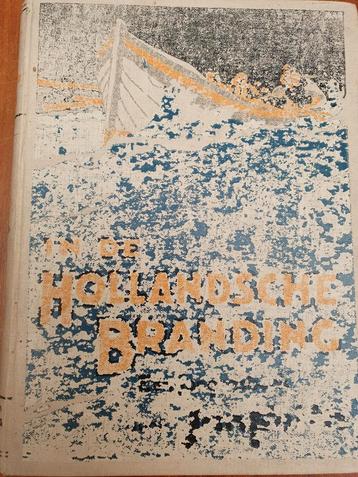 IN DE
HOLLANDSCHE
BRANDING